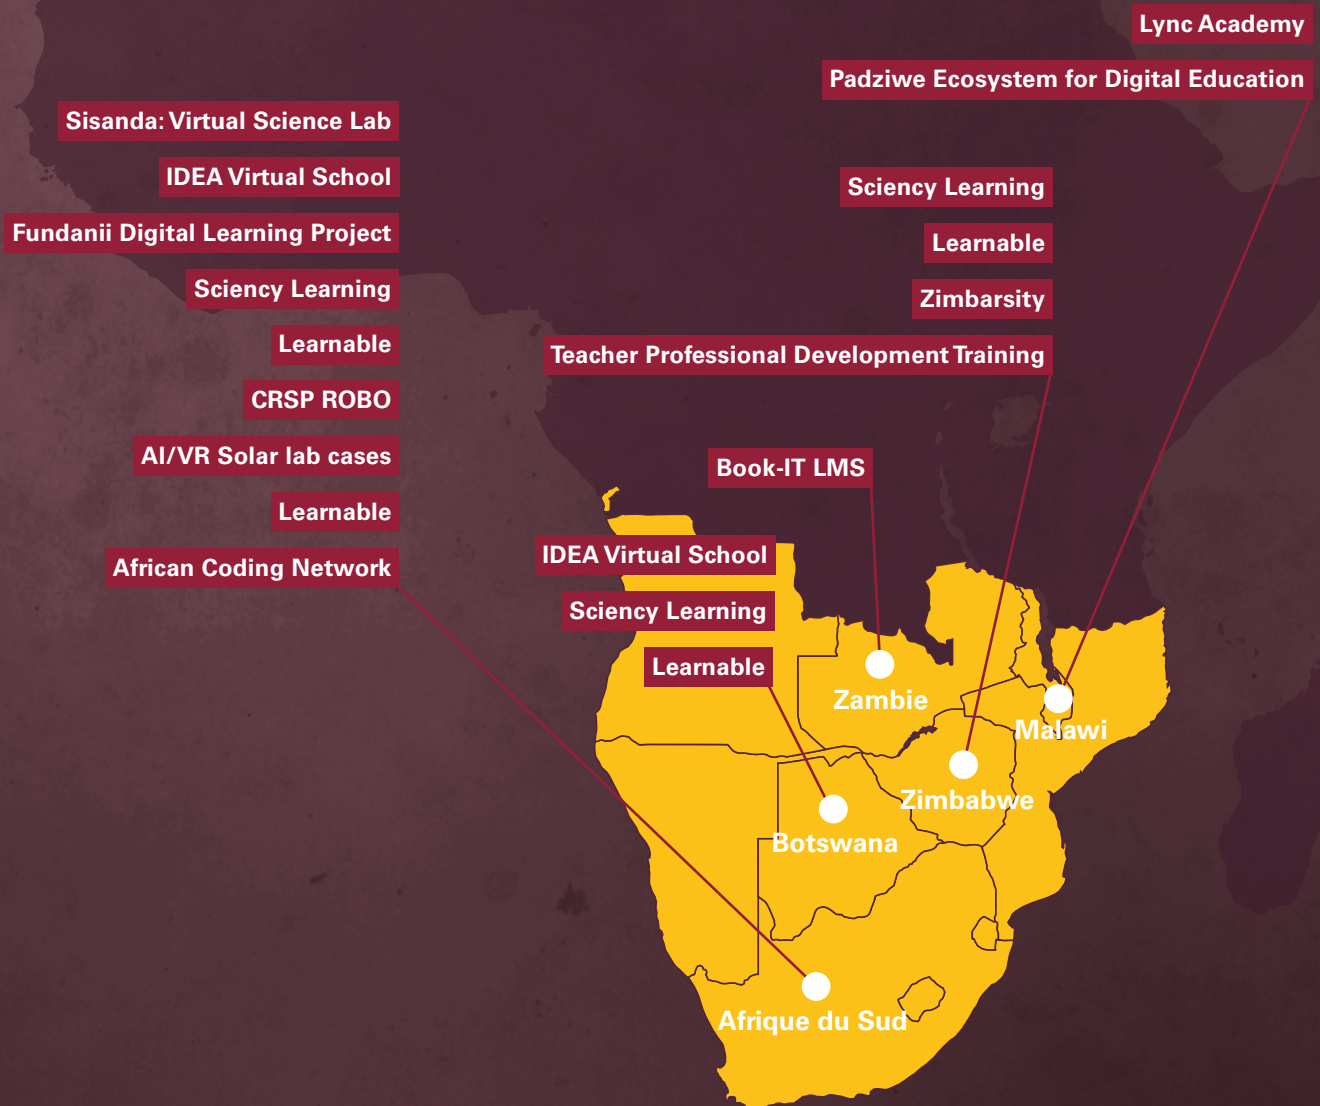 Lync Academy
Padziwe Ecosystem for Digital Education
Sisanda: Virtual Science Lab
IDEA Virtual School
Fundanii Digital Learning Project
Sciency Learning
Learnable
CRSP ROBO
AI/VR Solar lab cases
Learnable
African Coding Network
Sciency Learning
Learnable
Zimbarsity
Teacher Professional Development Training
Book-IT LMS
IDEA Virtual School
Sciency Learning
Learnable
Zambie
Malawi
Zimbabwe
Botswana
Afrique du Sud